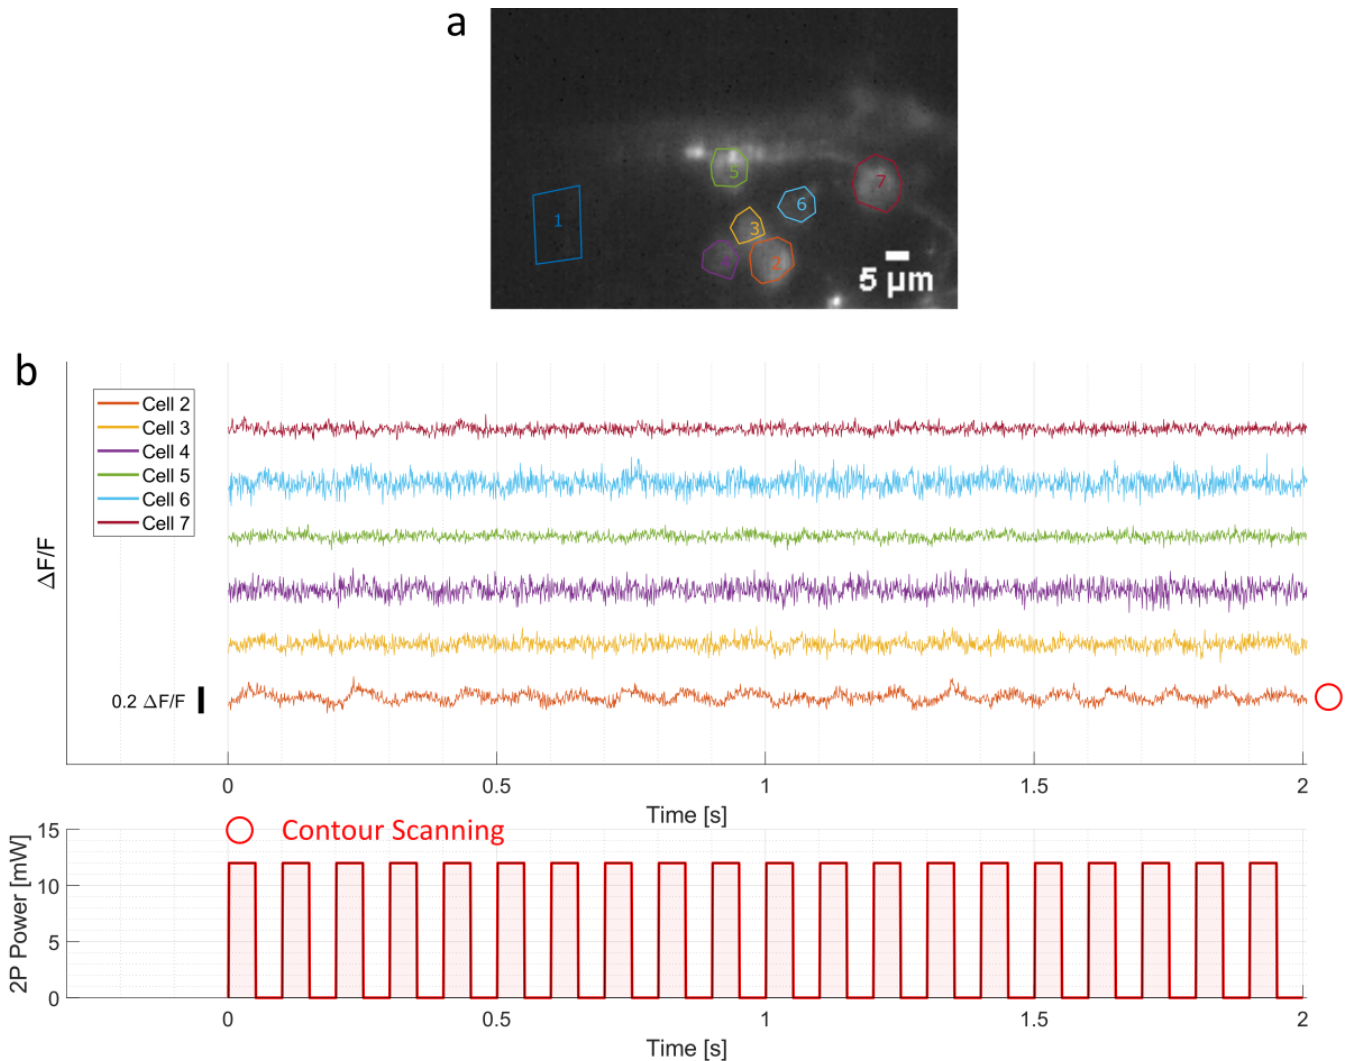 a
1
5
6
7
3
4
2
5 µm
b
Cell 2
Cell 3
Cell 4
Cell 5
Cell 6
Cell 7
ΔF/F
0.2 ΔF/F
0 0.5 1 1.5 2
Time [s]
Contour Scanning
15
10
5
0
2P Power [mW]
0 0.5 1 1.5 2
Time [s]